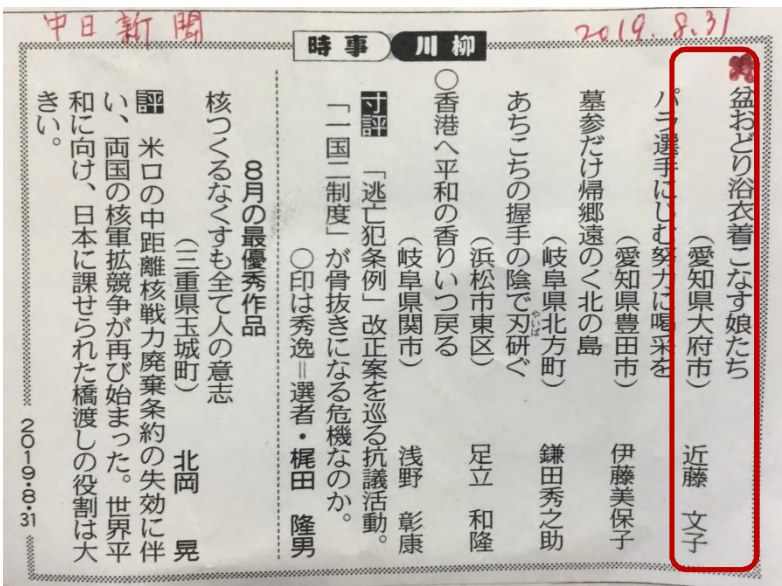 中日新聞
2019.8.31
時事川柳
盆おどり浴衣着こなす娘たち
(愛知県大府市) 近藤 文子
パラ選手にじむ努力に喝采を
(愛知県豊田市) 伊藤美保子
墓参だけ帰郷遠のく北の島
(岐阜県北方町) 鎌田秀之助
あちこちの握手の陰で刃研ぐ
やいば
(浜松市東区) 足立 和隆
○香港へ平和の香りいつ戻る
(岐阜県関市) 浅野 彰康
寸評 「逃亡犯条例」改正案を巡る抗議活動。
「一国二制度」が骨抜きになる危機なのか。
○印は秀逸=選者・梶田 隆男
8月の最優秀作品
核つくるなくすも全て人の意志
(三重県玉城町) 北岡 晃
評 米ロの中距離核戦力廃棄条約の失効に伴
い、両国の核軍拡競争が再び始まった。世界平
和に向け、日本に課せられた橋渡しの役割は大
きい。
2019・8・31